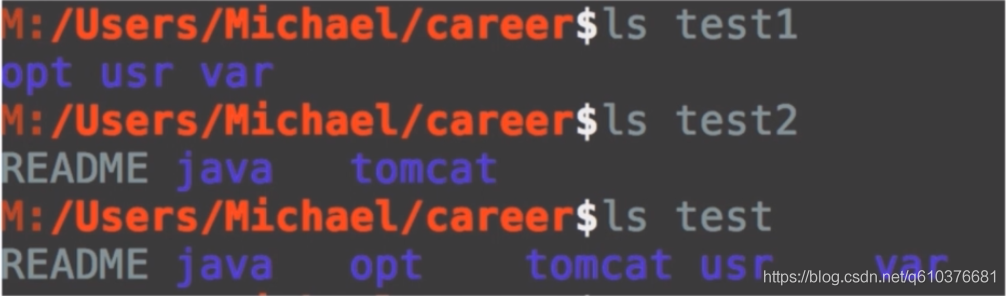 M:/Users/Michael/career$ls test1
opt usr var
M:/Users/Michael/career$ls test2
README java   tomcat
M:/Users/Michael/career$ls test
README java   opt    tomcat usr    var
https://blog.csdn.net/q610376681